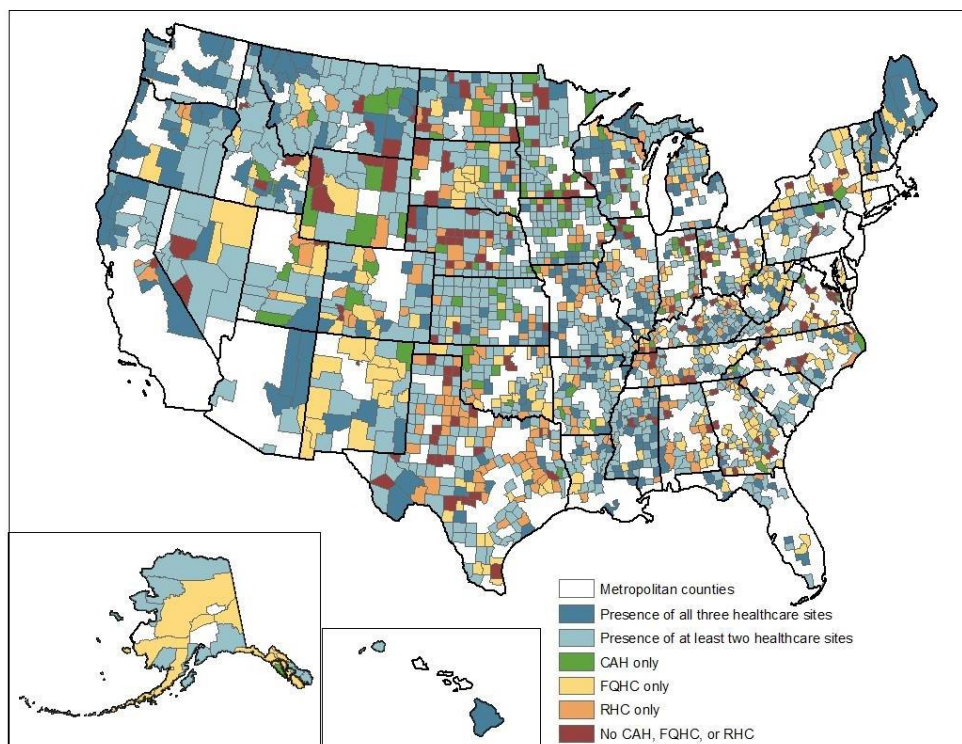 Metropolitan counties
Presence of all three healthcare sites
Presence of at least two healthcare sites
CAH only
FQHC only
RHC only
No CAH, FQHC, or RHC